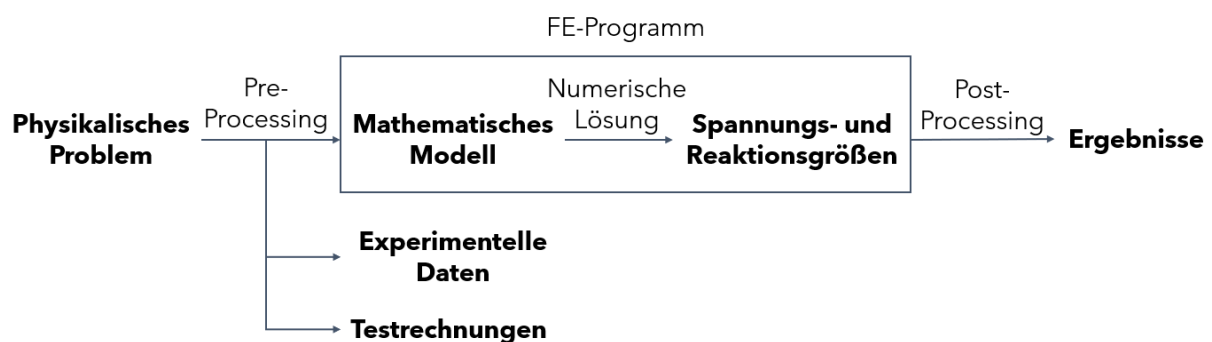 FE-Programm
Pre-
Processing
Numerische
Lösung
Post-
Processing
Physikalisches
Problem
Mathematisches
Modell
Spannungs- und
Reaktionsgrößen
Ergebnisse
Experimentelle
Daten
Testrechnungen